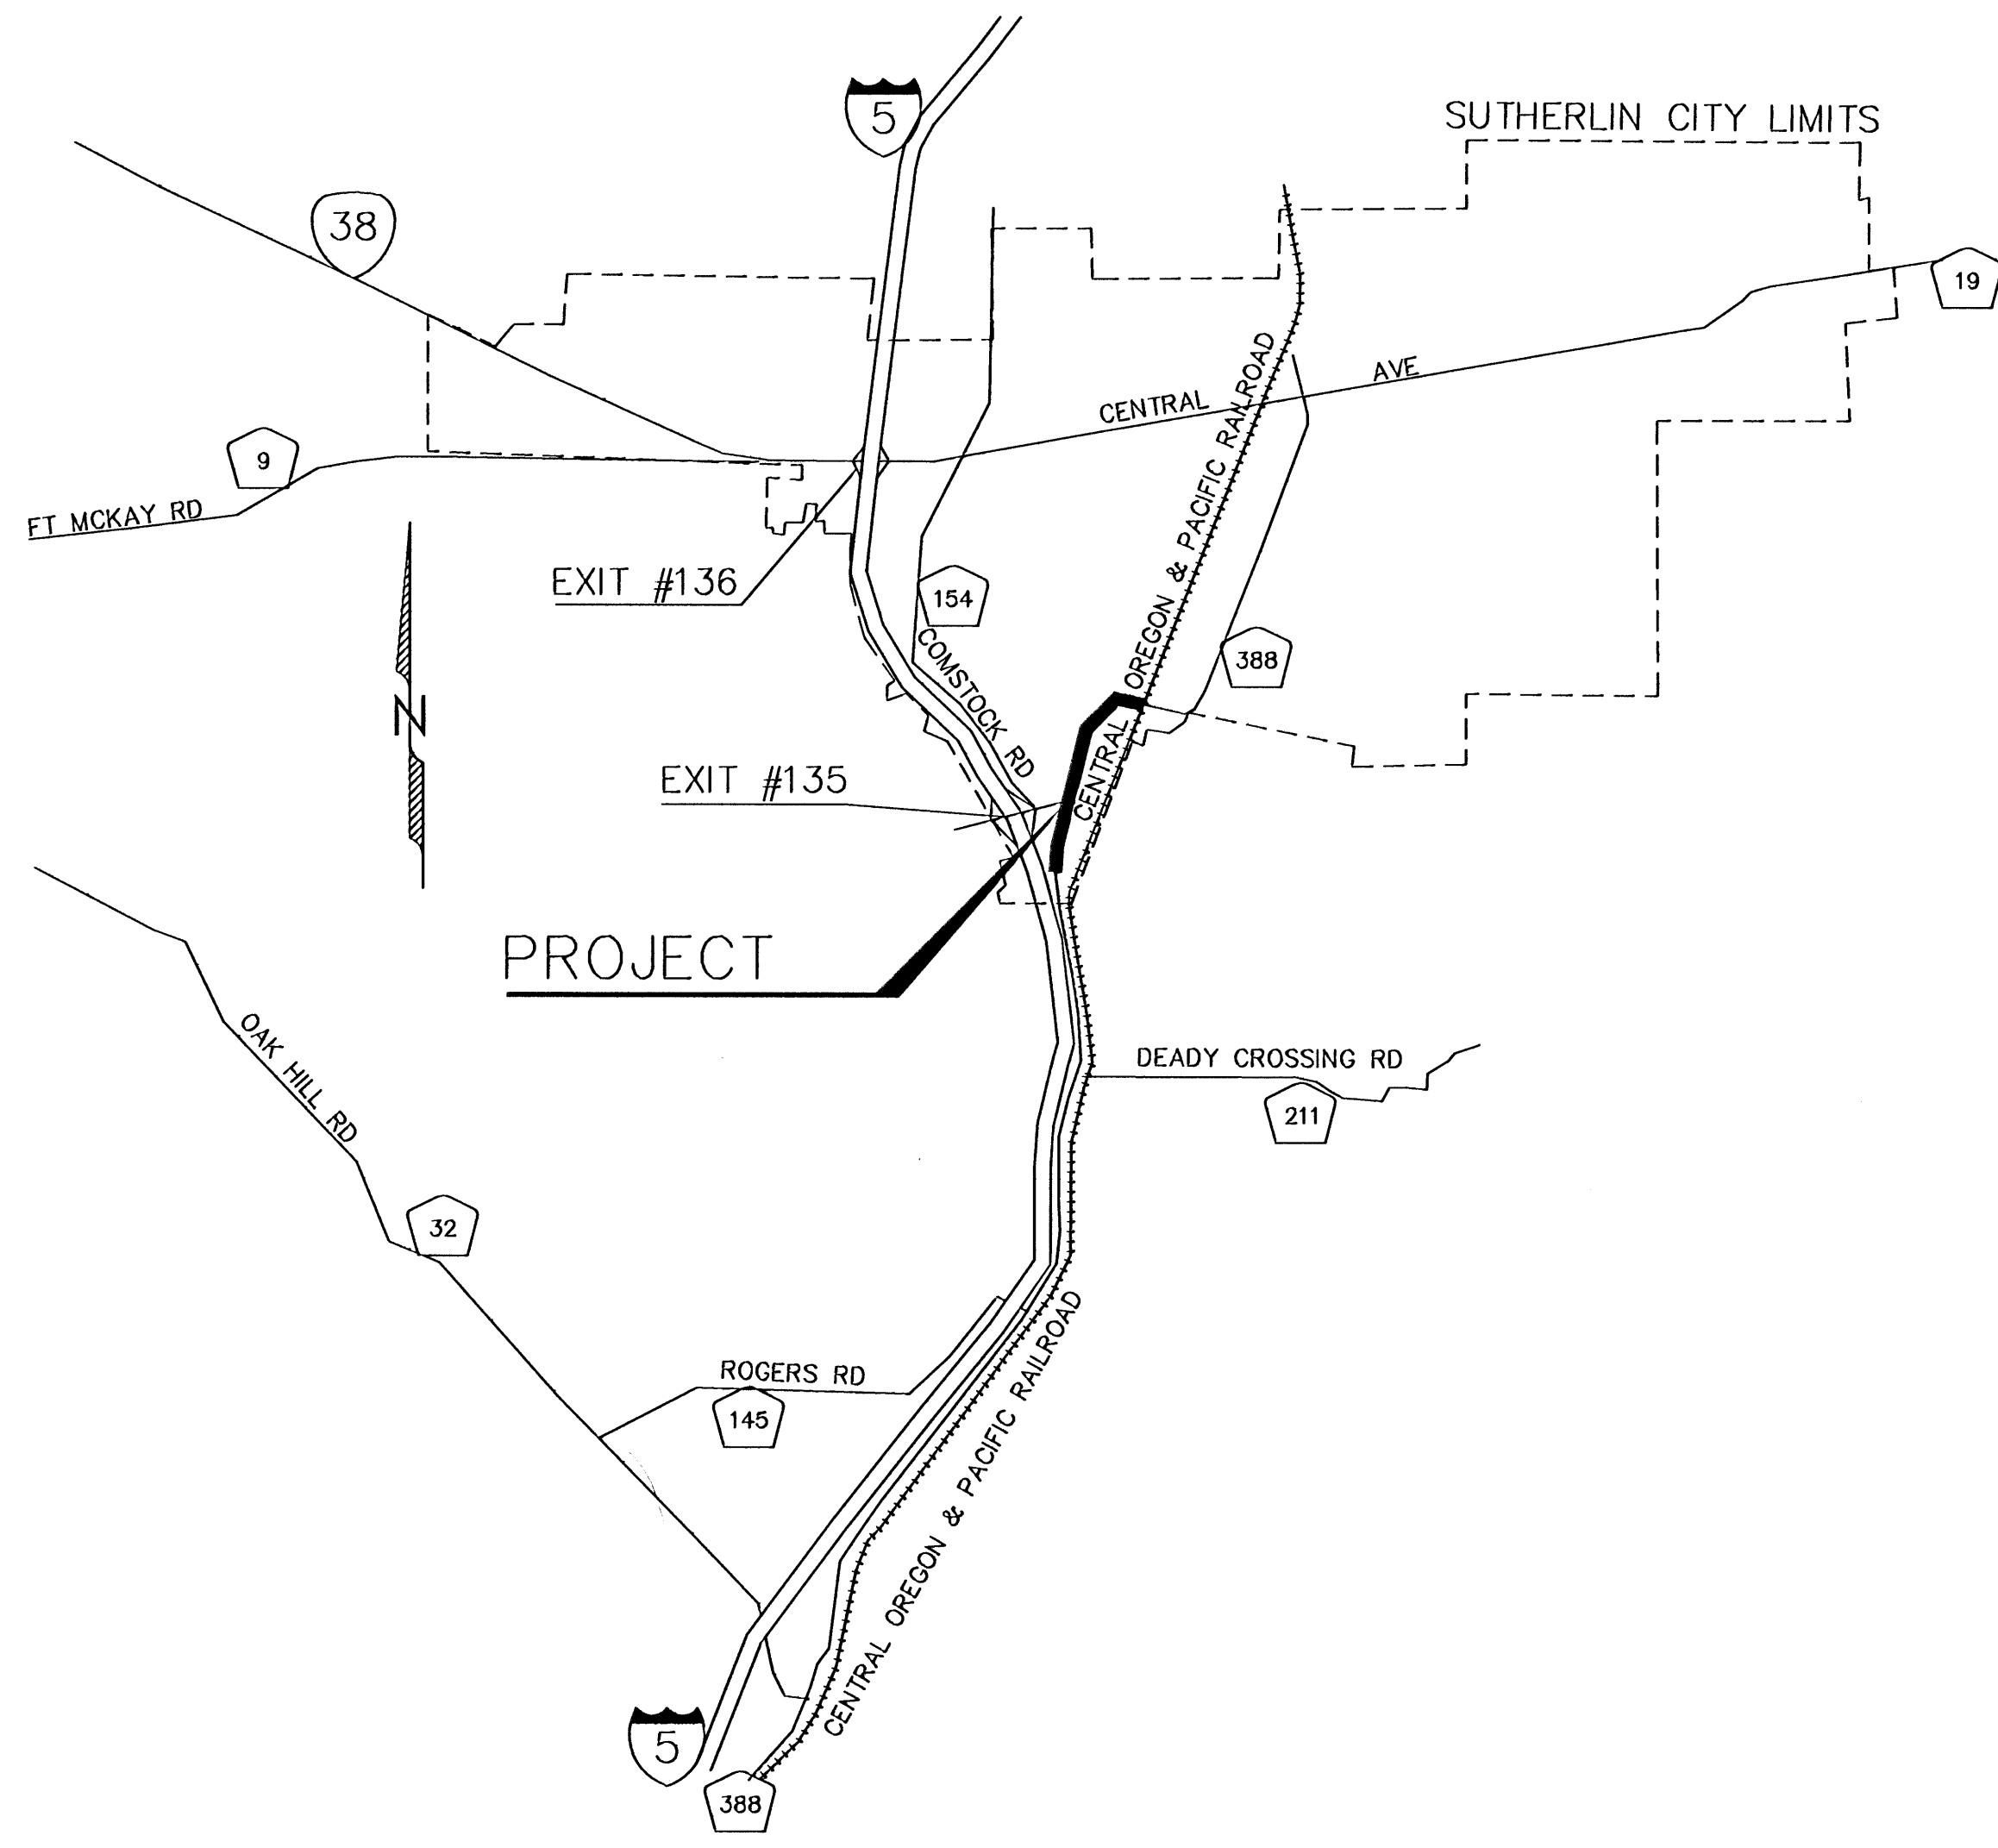 5
SUTHERLIN CITY LIMITS
38
19
AVE
CENTRAL
9
FT MCKAY RD
EXIT #136
154
COMSTOCK RD
CENTRAL OREGON & PACIFIC RAILROAD
388
N
EXIT #135
PROJECT
OAK HILL RD
DEADY CROSSING RD
211
32
ROGERS RD
145
CENTRAL OREGON & PACIFIC RAILROAD
5
388